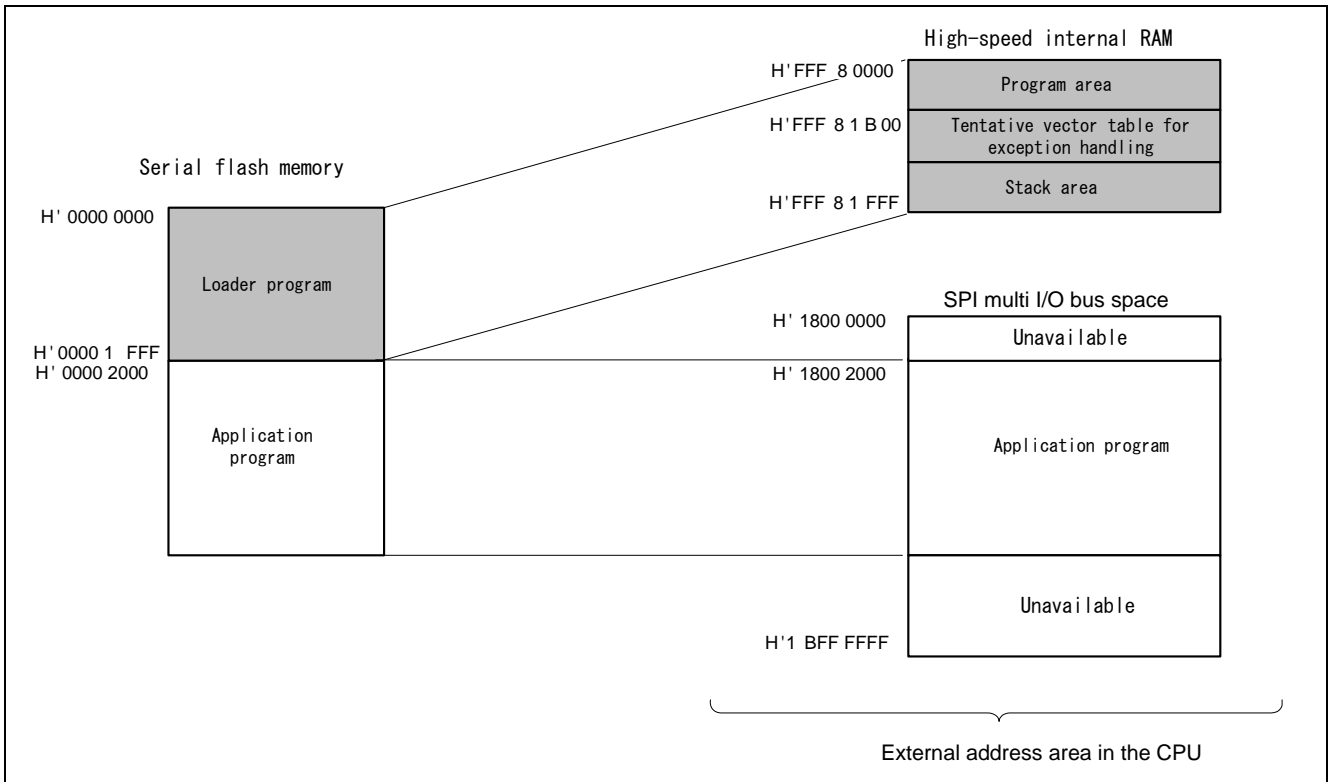 High-speed internal RAM
H'FFF 8 0000
Program area
H'FFF 8 1 B 00
Tentative vector table for
exception handling
Stack area
H'FFF 8 1 FFF
Serial flash memory
H' 0000 0000
Loader program
H'0000 1 FFF
H' 0000 2000
Application
program
SPI multi I/O bus space
H' 1800 0000
Unavailable
H' 1800 2000
Application program
Unavailable
H'1 BFF FFFF
External address area in the CPU